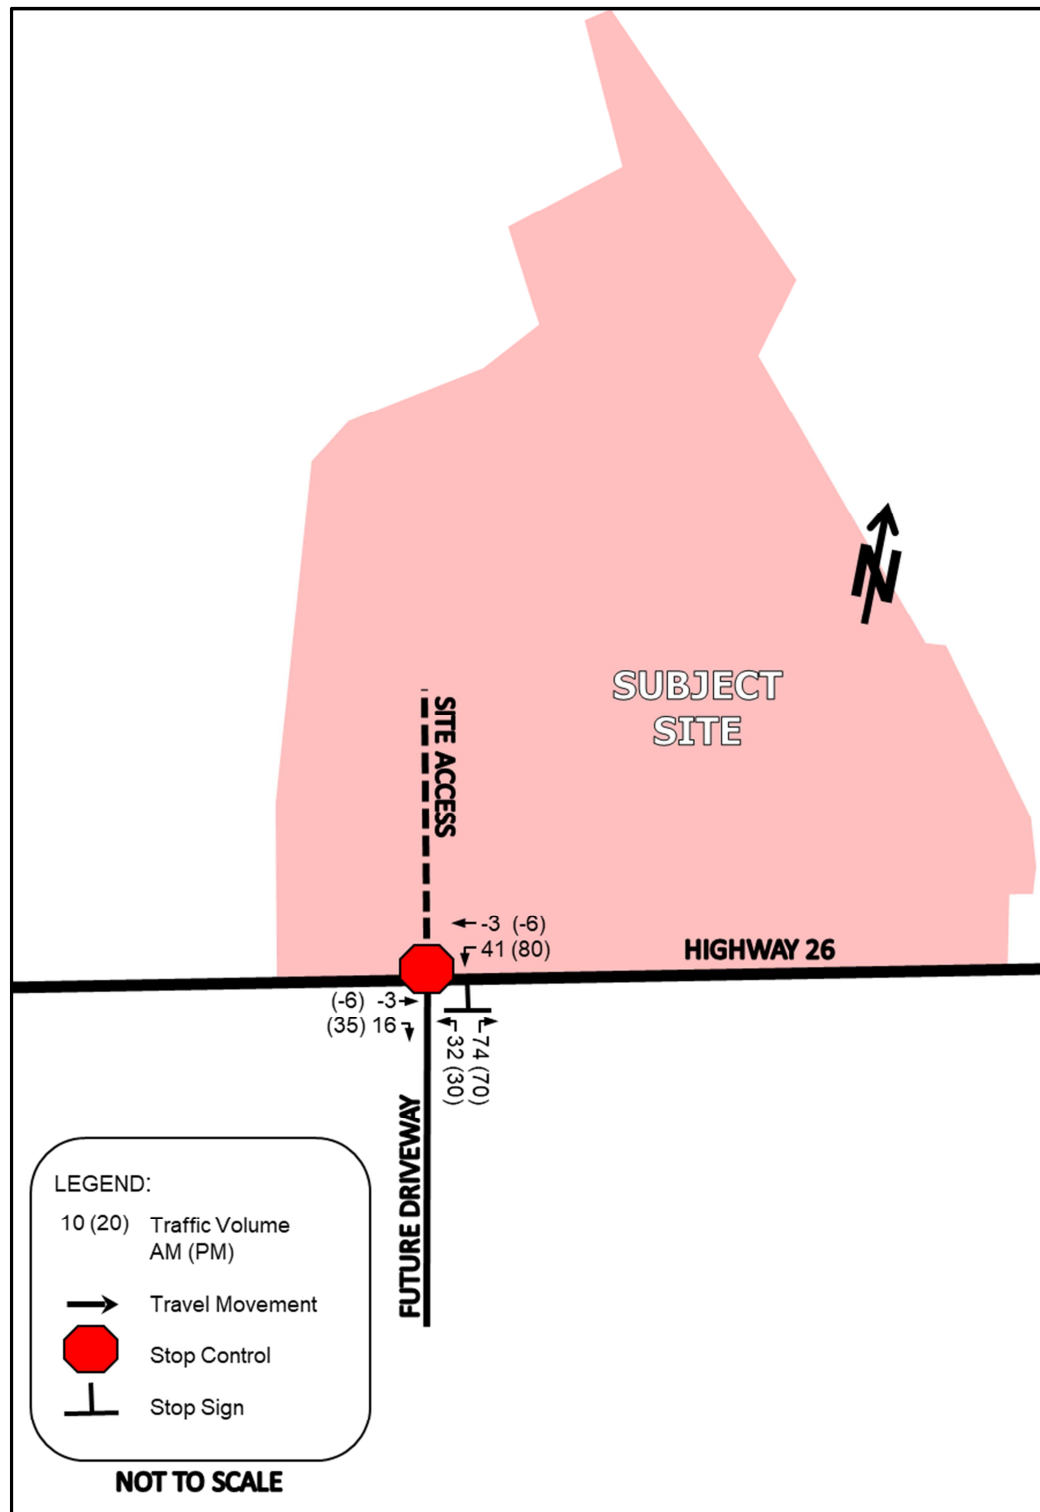 N
SUBJECT
SITE
SITE ACCESS
-3 (-6)
41 (80)
HIGHWAY 26
(-6) -3
(35) 16
32 (30)
74 (70)
FUTURE DRIVEWAY
LEGEND:
10 (20) Traffic Volume
AM (PM)
Travel Movement
Stop Control
Stop Sign
NOT TO SCALE